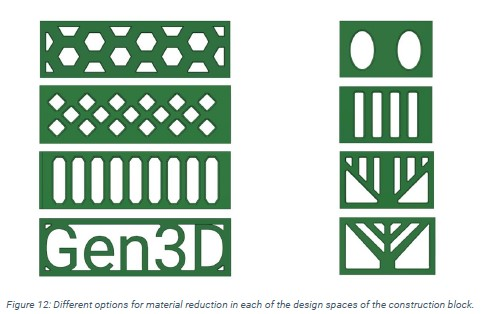 Gen3D
Figure 12: Different options for material reduction in each of the design spaces of the construction block.